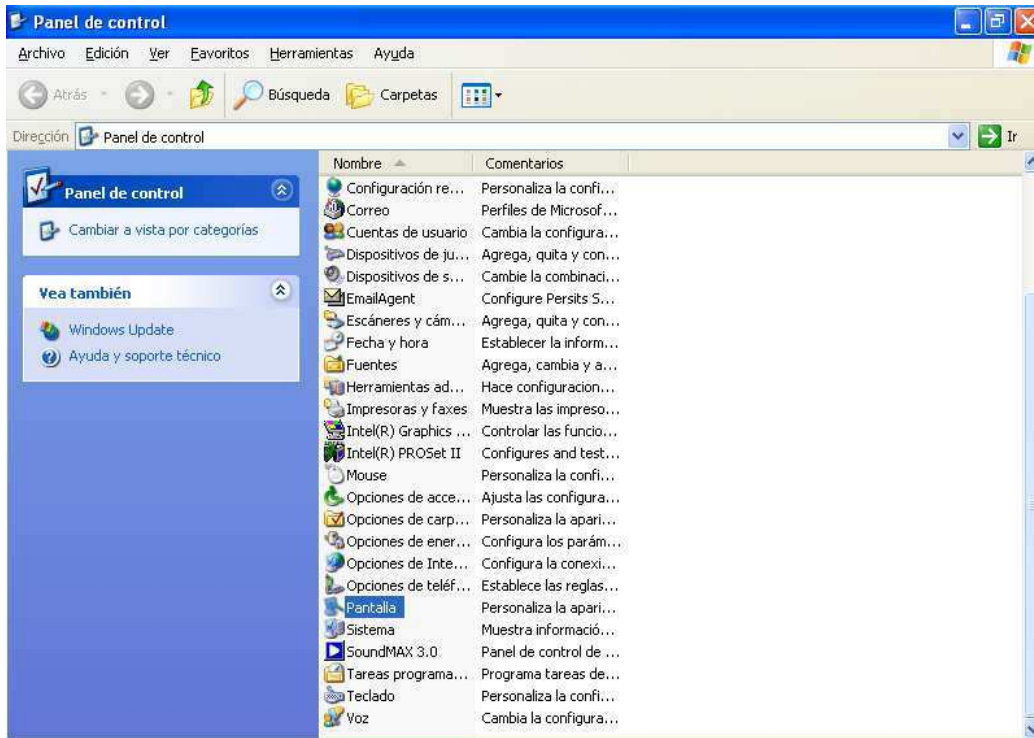 Panel de control
Archivo Edición Ver Favoritos Herramientas Ayuda
Atrás Búsqueda Carpetas
Dirección Panel de control Ir
Panel de control
Cambiar a vista por categorías
Vea también
Windows Update
Ayuda y soporte técnico
Nombre Comentarios
Configuración re... Personaliza la confi...
Correo Perfiles de Microsof...
Cuentas de usuario Cambia la configura...
Dispositivos de ju... Agrega, quita y con...
Dispositivos de s... Cambie la combinaci...
EmailAgent Configure Persits S...
Escáneres y cám... Agrega, quita y con...
Fecha y hora Establecer la inform...
Fuentes Agrega, cambia y a...
Herramientas ad... Hace configuracion...
Impresoras y faxes Muestra las impreso...
Intel(R) Graphics ... Controlar las funcio...
Intel(R) PROSet II Configures and test...
Mouse Personaliza la confi...
Opciones de acce... Ajusta las configura...
Opciones de carp... Personaliza la apari...
Opciones de ener... Configura los parám...
Opciones de Inte... Configura la conexi...
Opciones de teléf... Establece las reglas...
Pantalla Personaliza la apari...
Sistema Muestra informació...
SoundMAX 3.0 Panel de control de ...
Tareas programa... Programa tareas de...
Teclado Personaliza la confi...
Voz Cambia la configura...